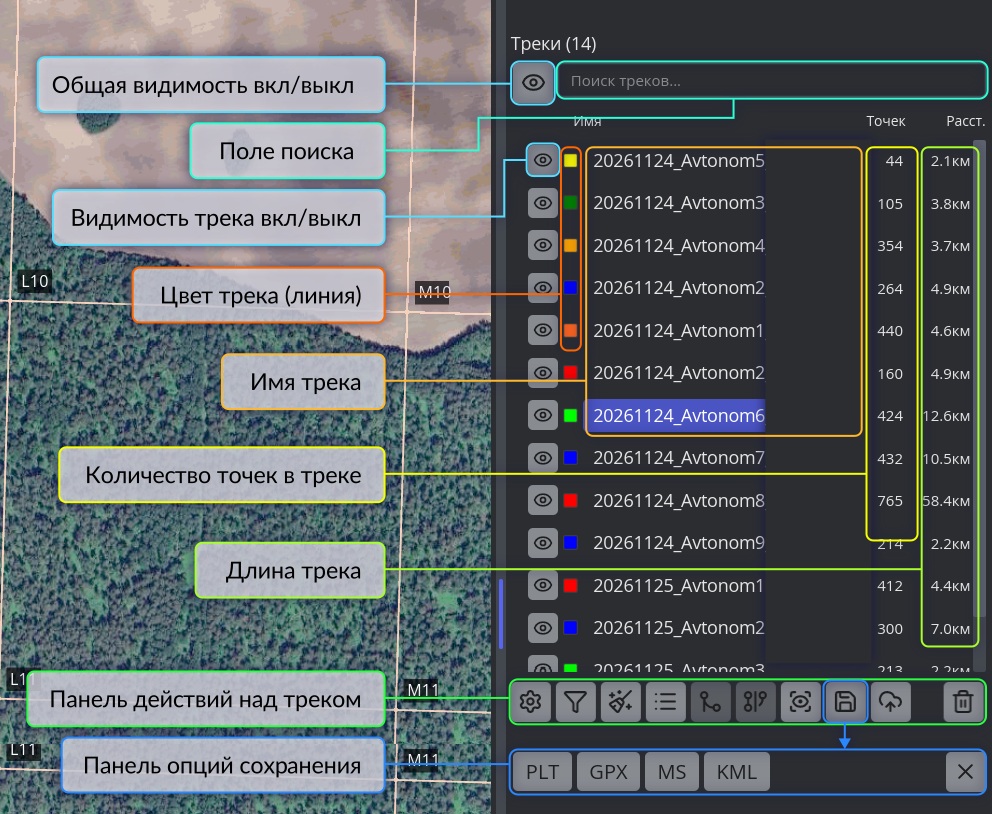 Треки (14)
Общая видимость вкл/выкл
Поиск треков...
Имя Точек Расст.
Поле поиска
20261124_Avtonom5 44 2.1км
Видимость трека вкл/выкл
20261124_Avtonom3 105 3.8км
20261124_Avtonom4 354 3.7км
L10
Цвет трека (линия)
M10
20261124_Avtonom2 264 4.9км
20261124_Avtonom1 440 4.6км
Имя трека
20261124_Avtonom2 160 4.9км
20261124_Avtonom6 424 12.6км
Количество точек в треке
20261124_Avtonom7 432 10.5км
20261124_Avtonom8 765 58.4км
20261124_Avtonom9 214 2.2км
Длина трека
20261125_Avtonom1 412 4.4км
20261125_Avtonom2 300 7.0км
20261125_Avtonom3 213 2.2км
L11
Панель действий над треком
M11
L11
Панель опций сохранения
M11
PLT GPX MS KML